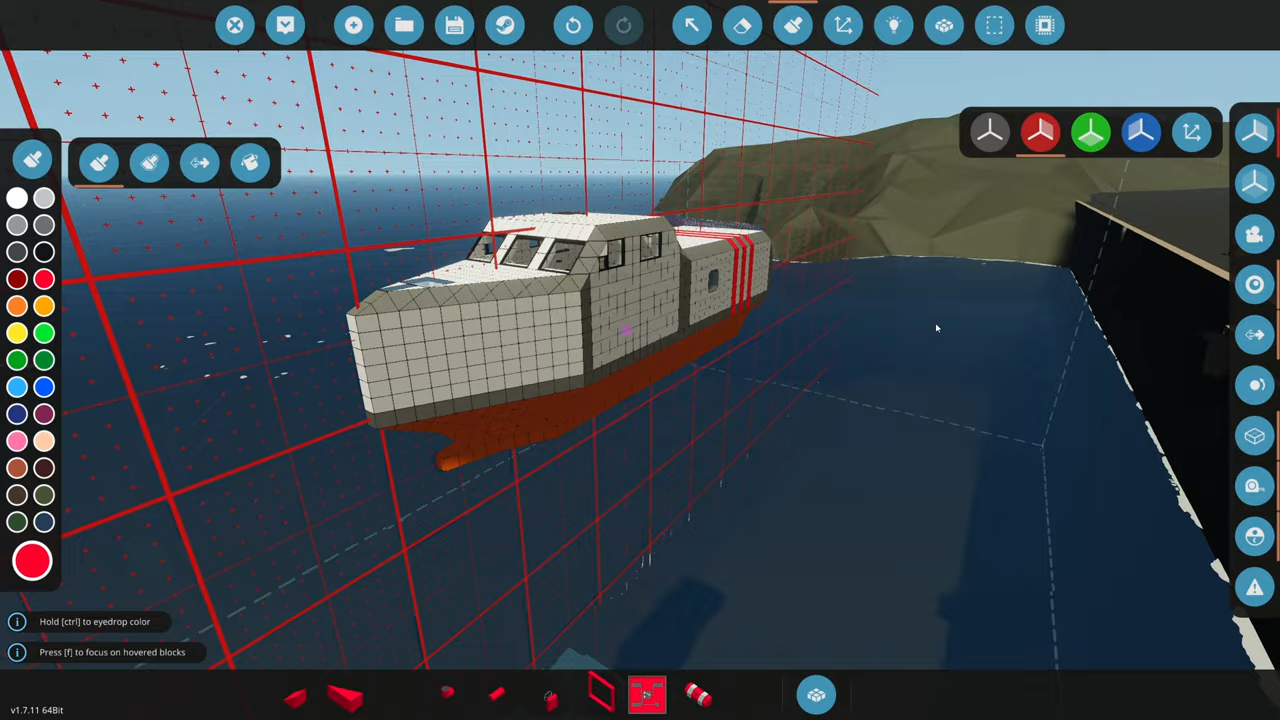 Hold [ctrl] to eyedrop color
Press [f] to focus on hovered blocks
v1.7.11 64Bit